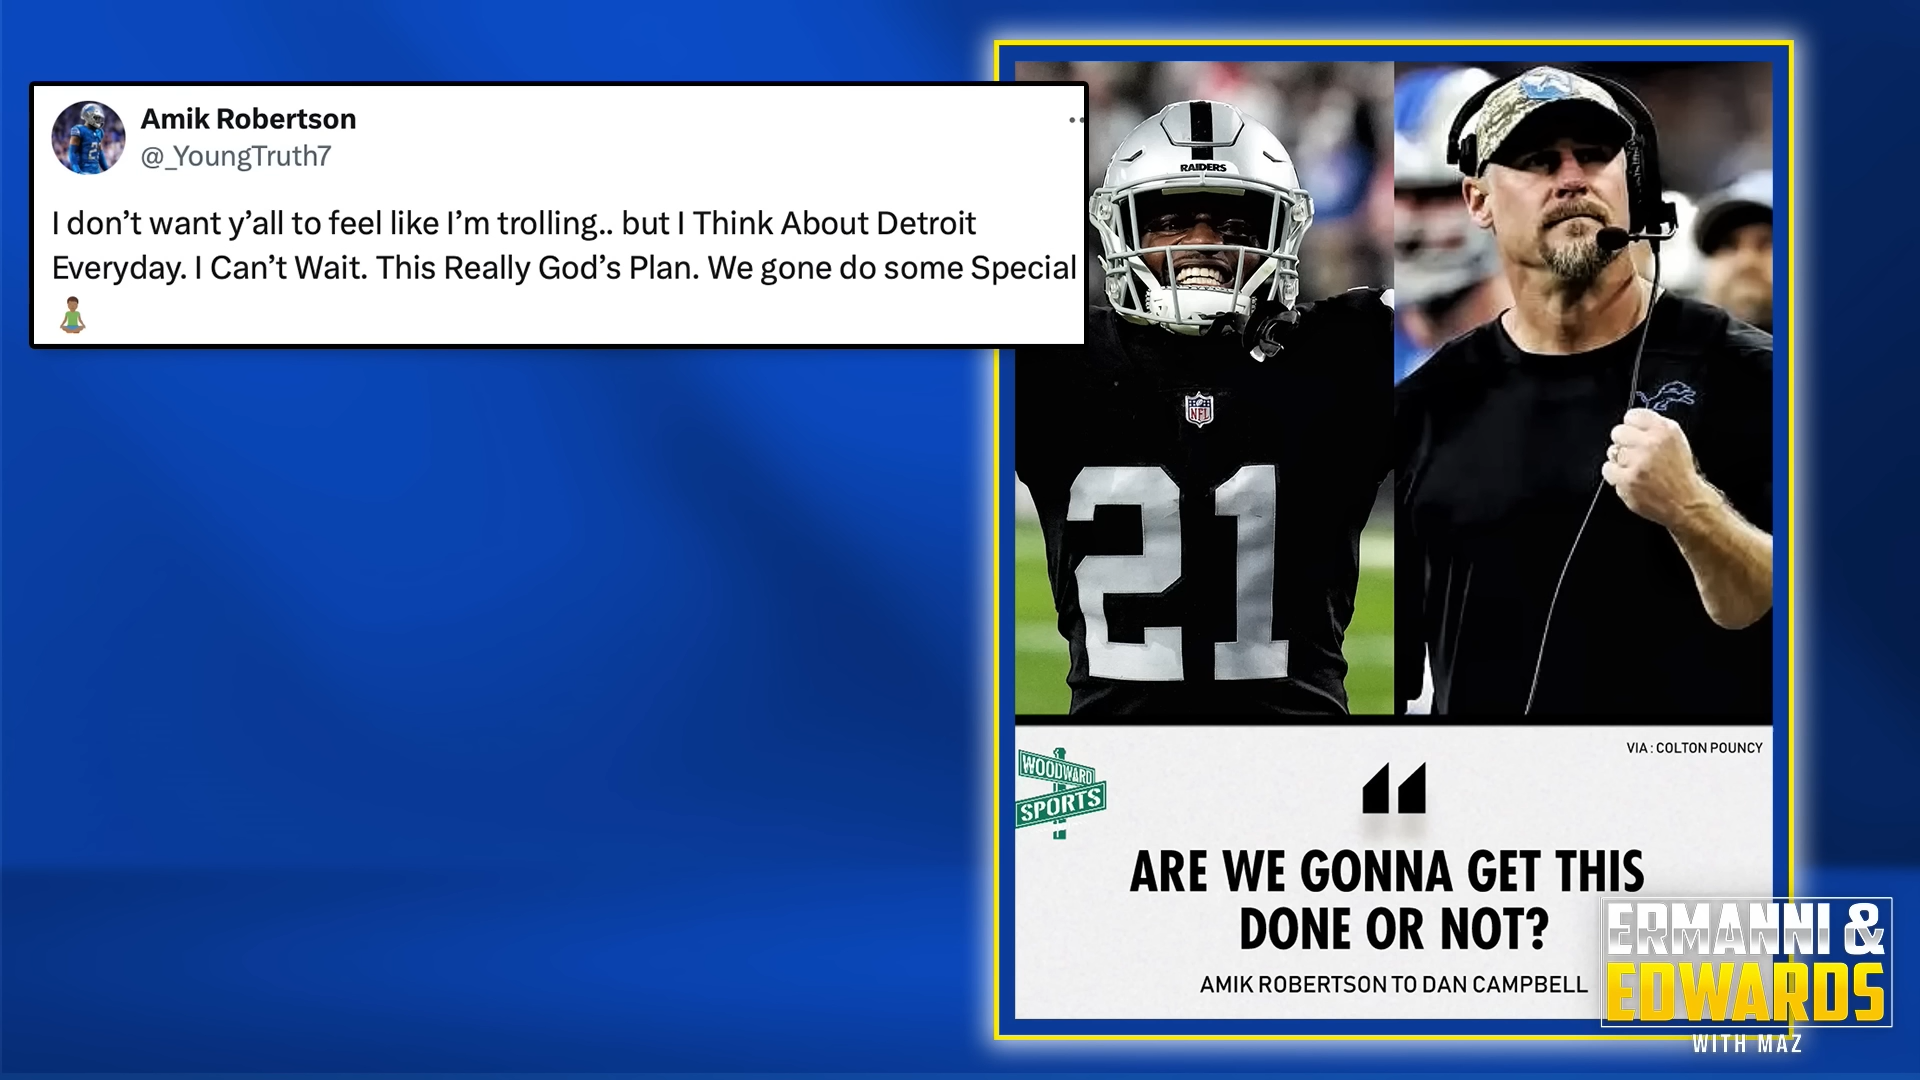 Amik Robertson
@_YoungTruth7
I don’t want y’all to feel like I’m trolling.. but I Think About Detroit
Everyday. I Can’t Wait. This Really God’s Plan. We gone do some Special
RAIDERS
NFL
21
VIA : COLTON POUNCY
WOODWARD
SPORTS
“
ARE WE GONNA GET THIS
DONE OR NOT?
AMIK ROBERTSON TO DAN CAMPBELL
ERMANNI &
EDWARDS
WITH MAZ